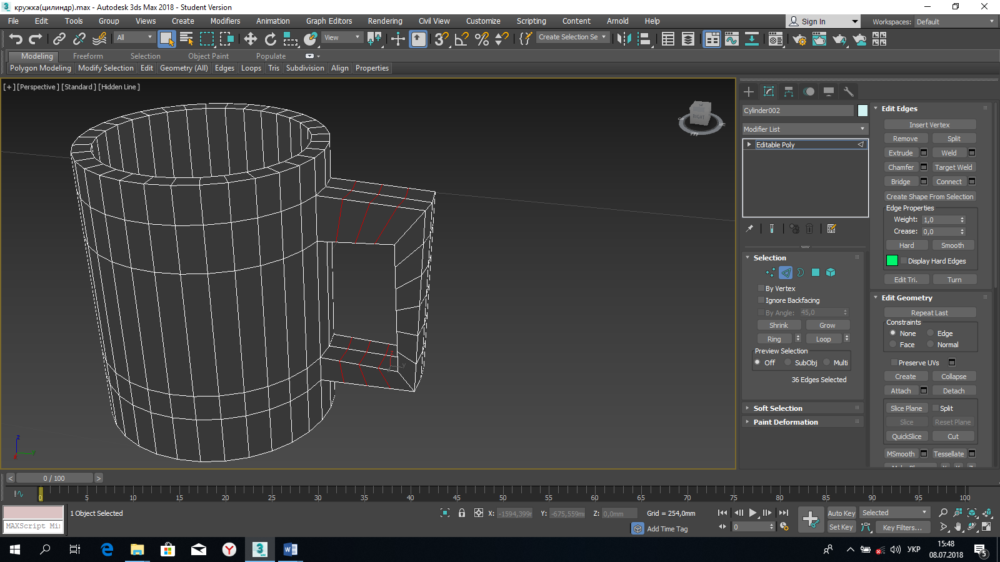 кружка(цилиндр).max - Autodesk 3ds Max 2018 - Student Version
File Edit Tools Group Views Create Modifiers Animation Graph Editors Rendering Civil View Customize Scripting Content Arnold Help
Sign In
Workspaces: Default
All
View
Create Selection Se
Modeling Freeform Selection Object Paint Populate
Polygon Modeling Modify Selection Edit Geometry (All) Edges Loops Tris Subdivision Align Properties
[+] [Perspective] [Standard] [Hidden Line]
RIGHT
Cylinder002
Modifier List
Editable Poly
Selection
By Vertex
Ignore Backfacing
By Angle: 45,0
Shrink Grow
Ring Loop
Preview Selection
Off SubObj Multi
36 Edges Selected
Soft Selection
Paint Deformation
Edit Edges
Insert Vertex
Remove Split
Extrude Weld
Chamfer Target Weld
Bridge Connect
Create Shape From Selection
Edge Properties
Weight: 1,0
Crease: 0,0
Hard Smooth
Display Hard Edges
Edit Tri. Turn
Edit Geometry
Repeat Last
Constraints
None Edge
Face Normal
Preserve UVs
Create Collapse
Attach Detach
Slice Plane Split
Slice Reset Plane
QuickSlice Cut
MSmooth Tessellate
z
y
x
y
< 0 / 100 >
0 5 10 15 20 25 30 35 40 45 50 55 60 65 70 75 80 85 90 95 100
1 Object Selected
X: -1594,399m Y: -675,559m Z: 0,0mm Grid = 254,0mm
Add Time Tag
0
Auto Key Selected
Set Key Key Filters...
MAXScript Mi
УКР
15:48
08.07.2018
5